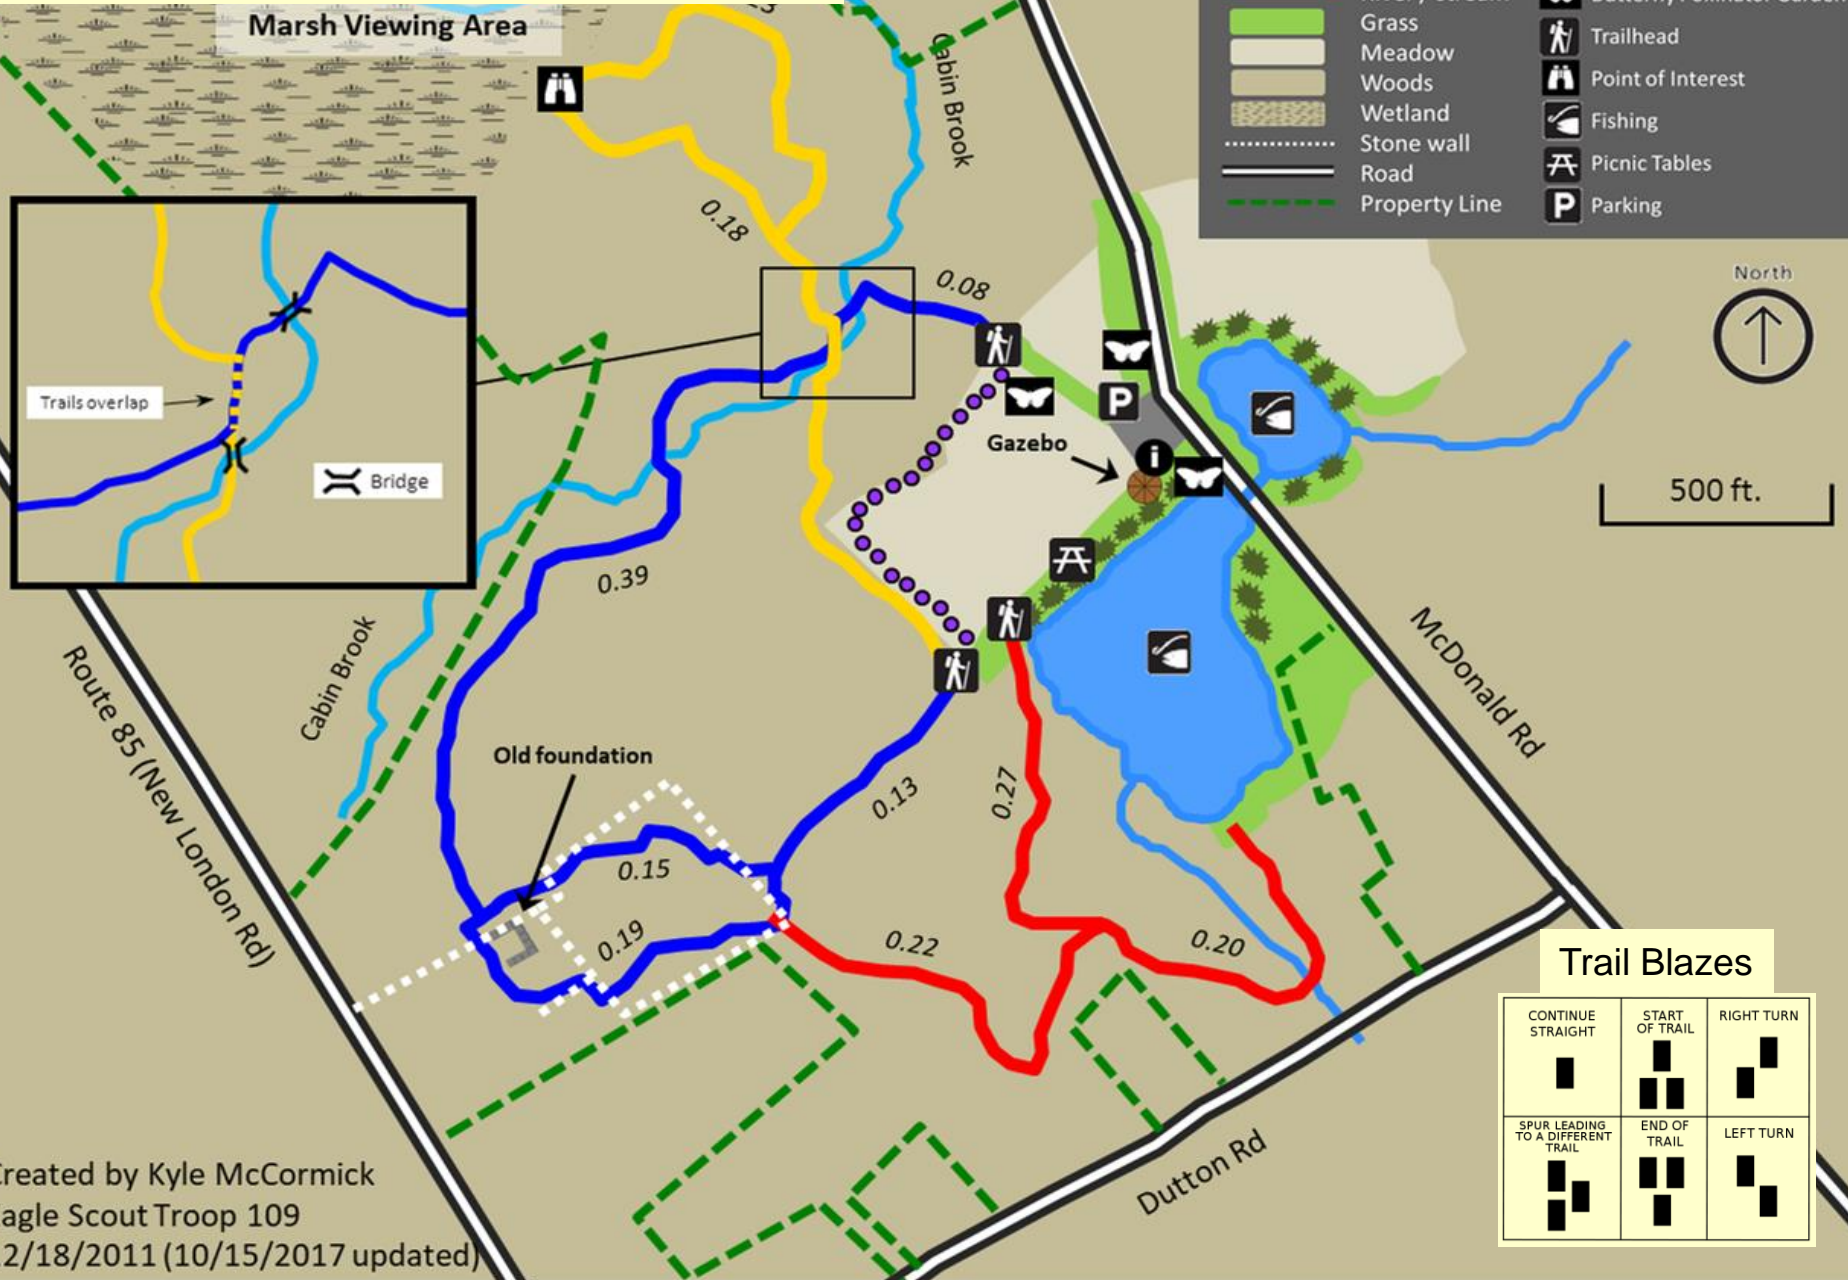 Marsh Viewing Area
Cabin Brook
Grass
Meadow
Woods
Wetland
Stone wall
Road
Property Line
Trailhead
Point of Interest
Fishing
Picnic Tables
P Parking
0.18
0.08
North
Trails overlap
Bridge
P
Gazebo
i
500 ft.
0.39
Cabin Brook
McDonald Rd
Route 85 (New London Rd)
Old foundation
0.13
0.27
0.15
0.19
0.22
0.20
Trail Blazes
CONTINUE
STRAIGHT
START
OF TRAIL
RIGHT TURN
SPUR LEADING
TO A DIFFERENT
TRAIL
END OF
TRAIL
LEFT TURN
Dutton Rd
reated by Kyle McCormick
agle Scout Troop 109
2/18/2011 (10/15/2017 updated)